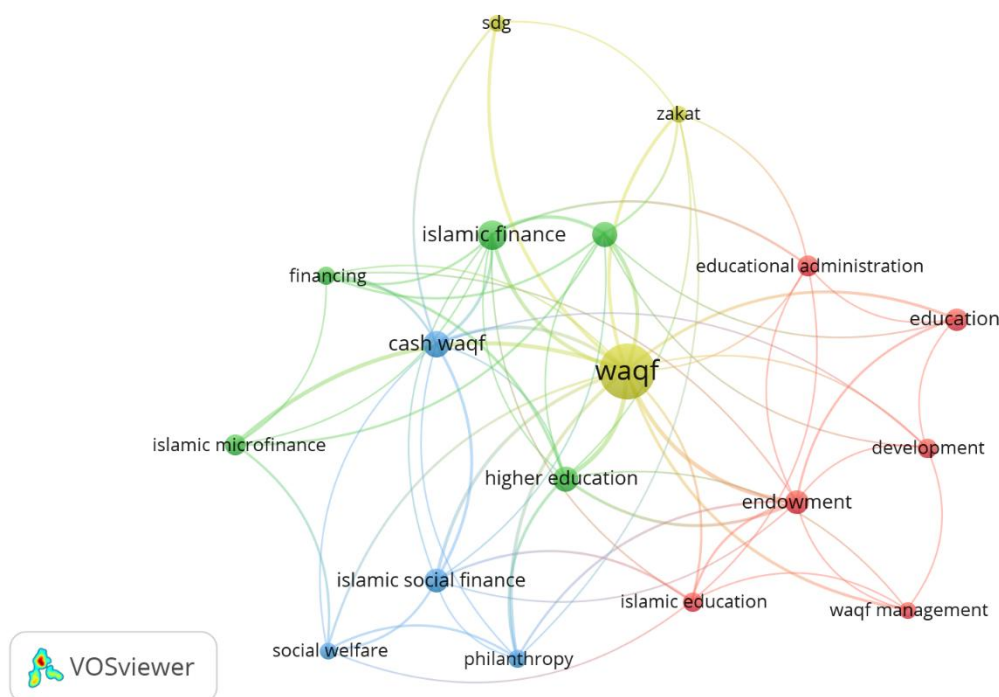 sdg
zakat
islamic finance
educational administration
financing
education
cash waqf
waqf
islamic microfinance
development
higher education
endowment
islamic social finance
islamic education
waqf management
social welfare
philanthropy
VOSviewer